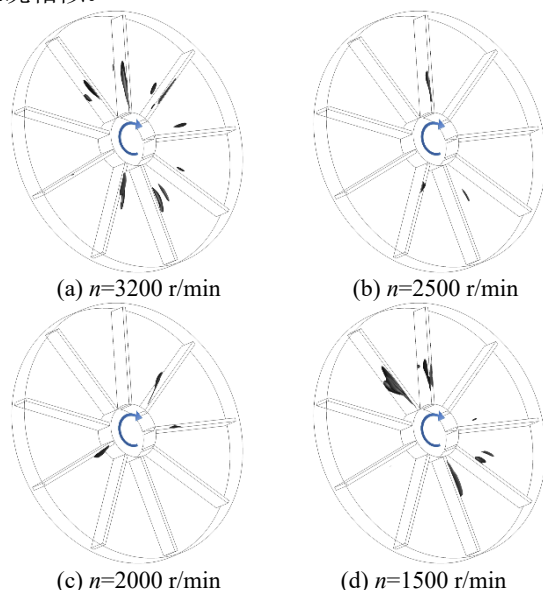 (a) n=3200 r/min
(b) n=2500 r/min
(c) n=2000 r/min
(d) n=1500 r/min